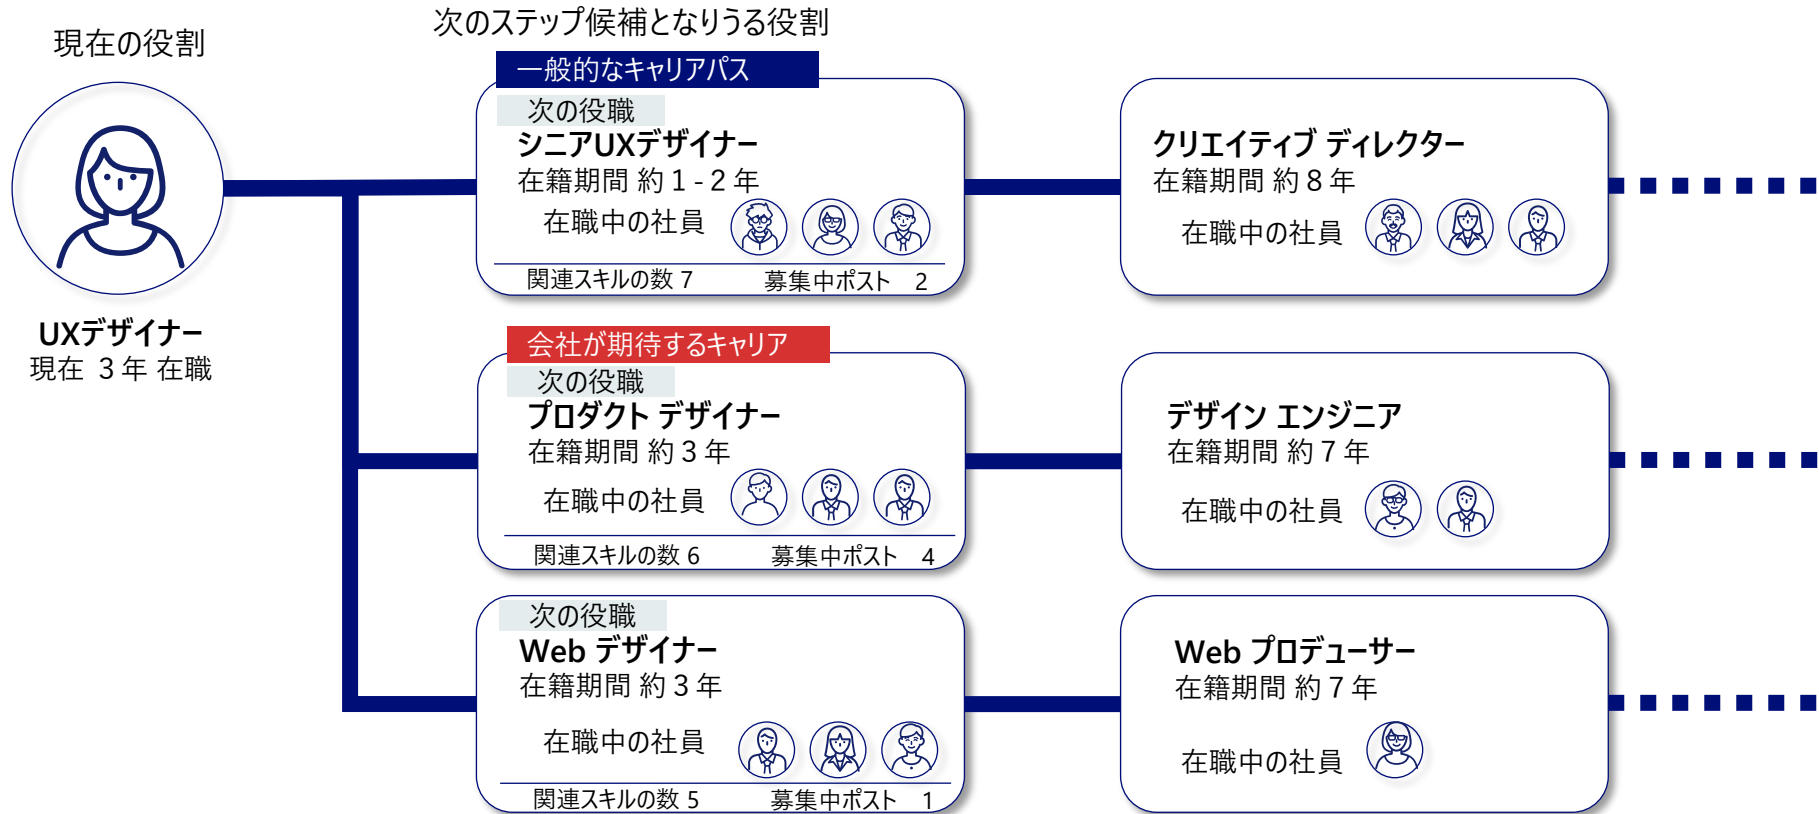 現在の役割
UXデザイナー
現在 3年 在職
次のステップ候補となりうる役割
一般的なキャリアパス
次の役職
シニアUXデザイナー
在籍期間 約1-2年
在職中の社員
関連スキルの数 7 募集中ポスト 2
クリエイティブ ディレクター
在籍期間 約8年
在職中の社員
会社が期待するキャリア
次の役職
プロダクト デザイナー
在籍期間 約3年
在職中の社員
関連スキルの数 6 募集中ポスト 4
デザイン エンジニア
在籍期間 約7年
在職中の社員
次の役職
Web デザイナー
在籍期間 約3年
在職中の社員
関連スキルの数 5 募集中ポスト 1
Web プロデューサー
在籍期間 約7年
在職中の社員